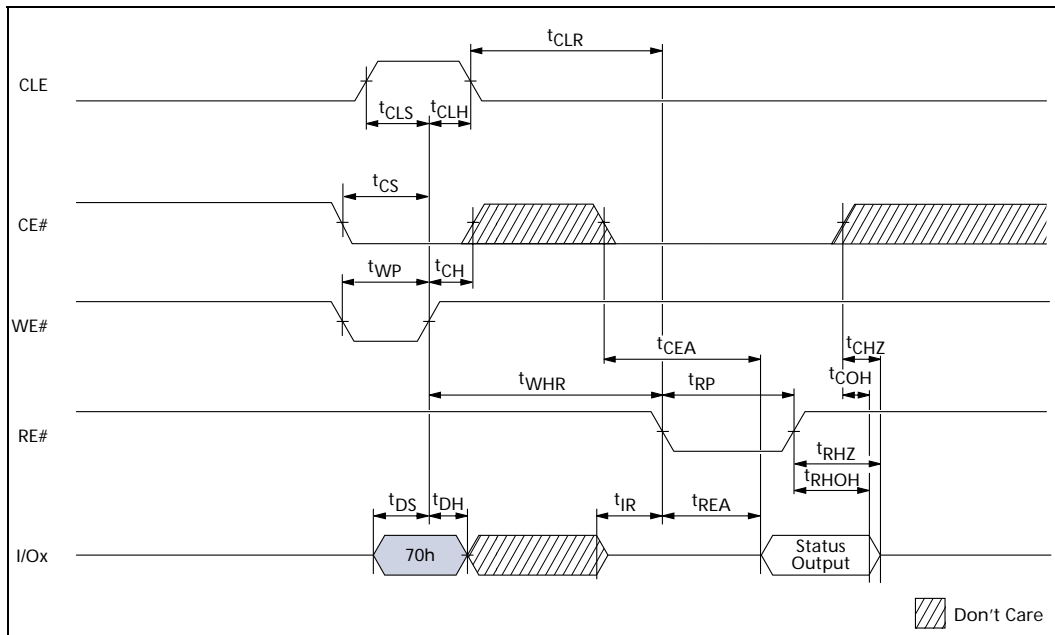 tCLR
CLE
tCLS
tCLH
tCS
CE#
tWP
tCH
WE#
tCEA
tCHZ
tWHR
tRP
tCOH
RE#
tRHZ
tRHOH
tDS
tDH
tIR
tREA
I/Ox
70h
Status
Output
Don't Care